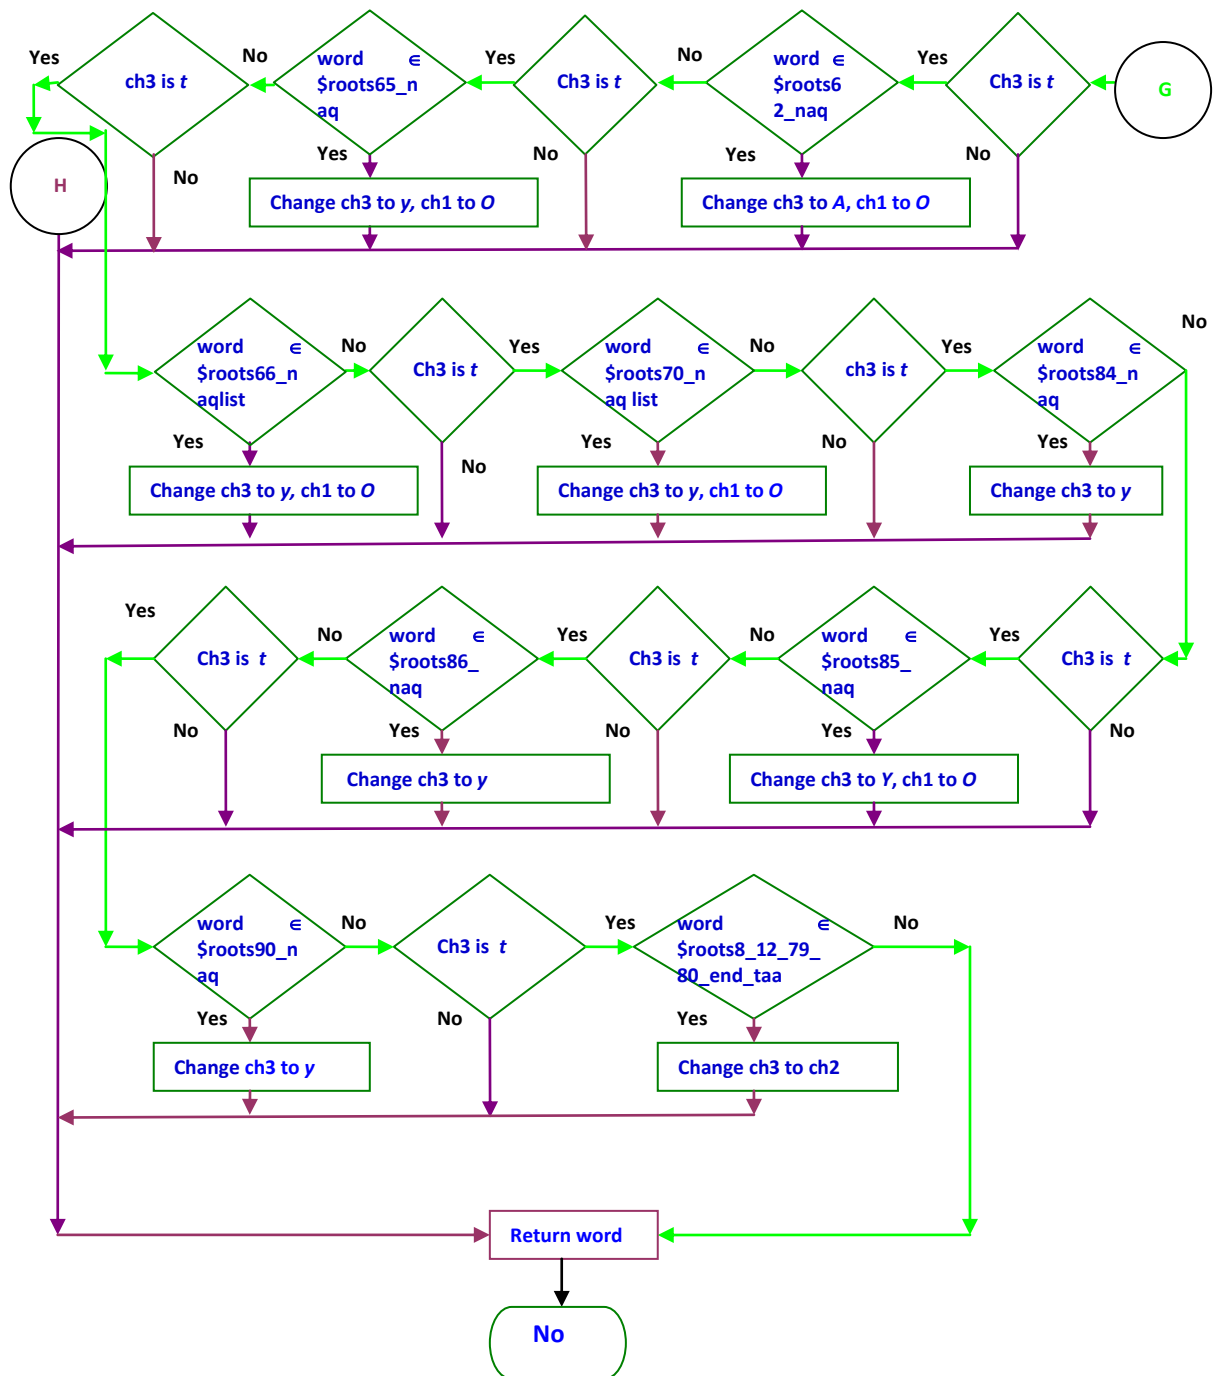 Yes
ch3 is t
No
word ∈
$roots65_n
aq
Yes
Ch3 is t
No
word ∈
$roots6
2_naq
Yes
Ch3 is t
G
H
No
Yes
No
Yes
No
Change ch3 to y, ch1 to O
Change ch3 to A, ch1 to O
word ∈
$roots66_n
aqlist
No
Ch3 is t
Yes
word ∈
$roots70_n
aq list
No
ch3 is t
Yes
word ∈
$roots84_n
aq
No
Yes
No
Yes
No
Yes
Change ch3 to y, ch1 to O
Change ch3 to y, ch1 to O
Change ch3 to y
Yes
Ch3 is t
No
word ∈
$roots86_
naq
Yes
Ch3 is t
No
word ∈
$roots85_
naq
Yes
Ch3 is t
No
Yes
No
Yes
No
Change ch3 to y
Change ch3 to Y, ch1 to O
word ∈
$roots90_n
aq
No
Ch3 is t
Yes
word ∈
$roots8_12_79_
80_end_taa
No
Yes
No
Yes
Change ch3 to y
Change ch3 to ch2
Return word
No